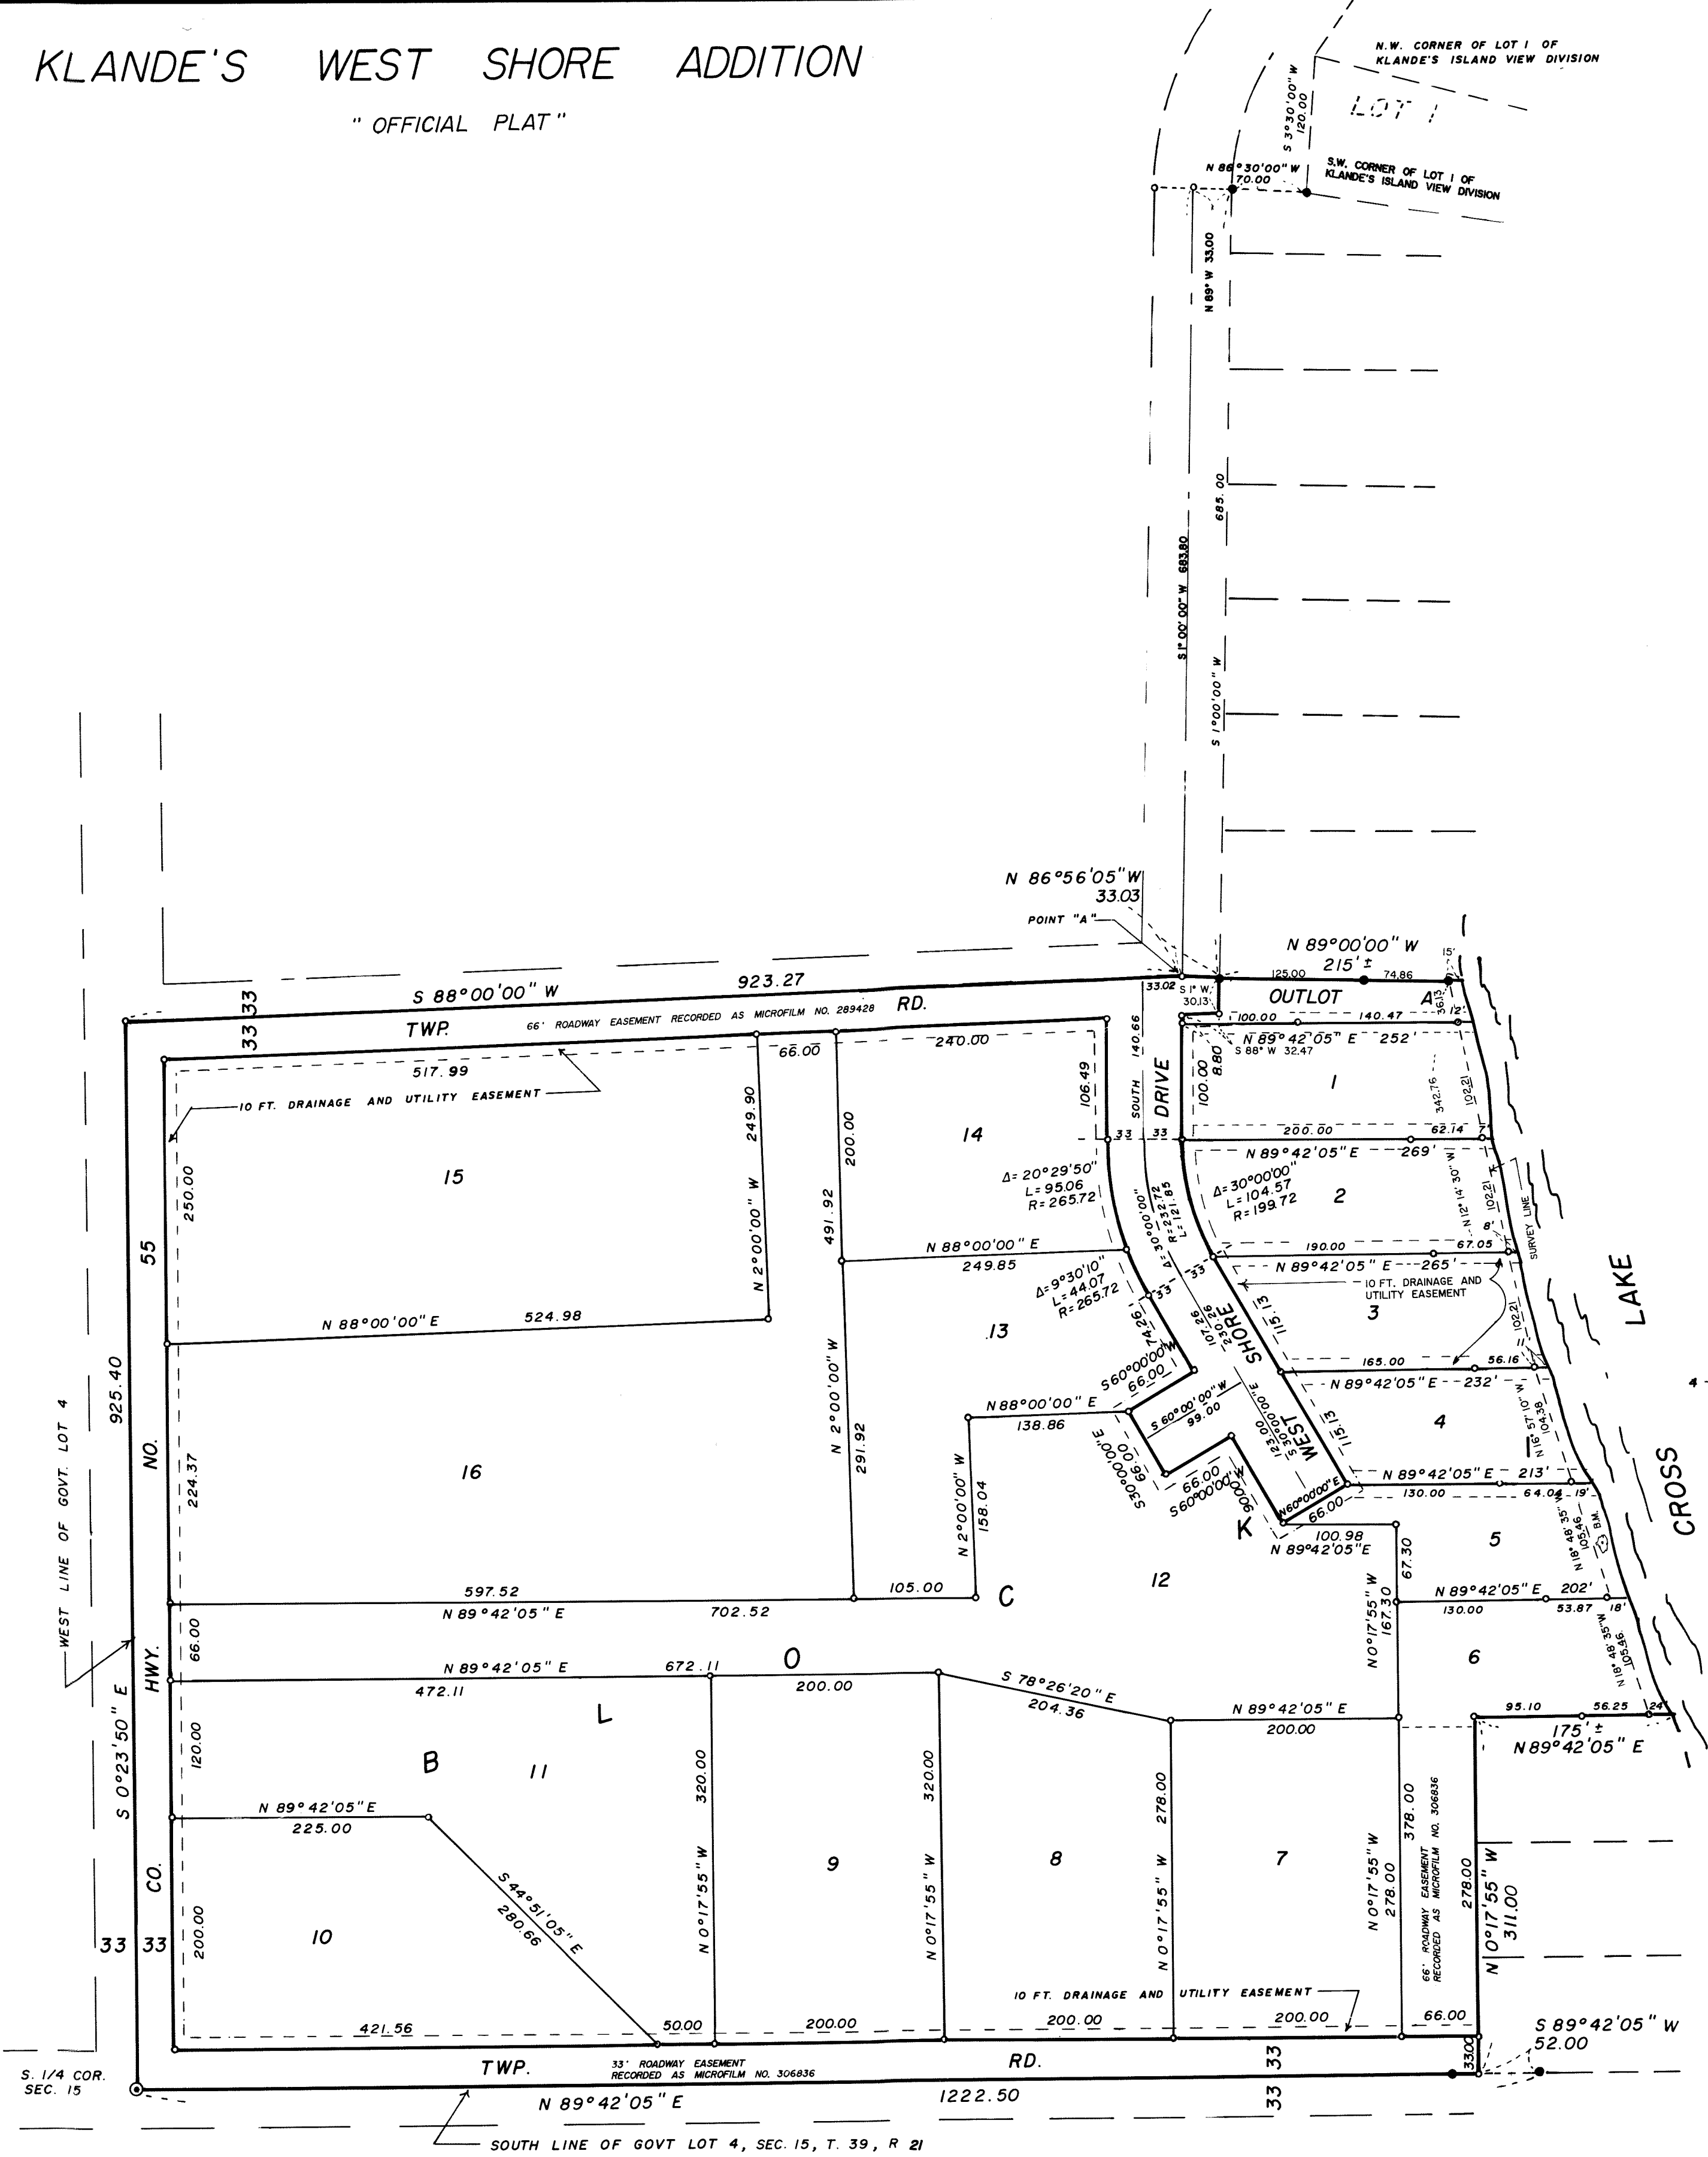 KLANDE'S WEST SHORE ADDITION
" OFFICIAL PLAT "
N.W. CORNER OF LOT 1 OF
KLANDE'S ISLAND VIEW DIVISION
LOT 1
S 3°30'00" W
120.00
N 86°30'00" W
70.00
S.W. CORNER OF LOT 1 OF
KLANDE'S ISLAND VIEW DIVISION
N 89° W 33.00
685.00
S 1°00'00" W 683.80
S 1°00'00" W
N 86°56'05" W
33.03
POINT "A"
N 89°00'00" W
215' ±
15'
125.00
74.86
S 88°00'00" W
923.27
33.02
S 1° W.
30.13
OUTLOT A
36.13
12'
33 33
TWP. RD.
66' ROADWAY EASEMENT RECORDED AS MICROFILM NO. 289428
100.00
140.47
N 89°42'05" E 252'
S 88° W 32.47
8.80
100.00
1
342.76
102.21
517.99
66.00
240.00
10 FT. DRAINAGE AND UTILITY EASEMENT
106.49
SOUTH 140.66
DRIVE
33 33
200.00
62.14
7'
N 89°42'05" E 269'
249.90
N 2°00'00" W
200.00
491.92
14
15
250.00
Δ= 20°29'50"
L= 95.06
R= 265.72
Δ= 30°00'00"
R= 232.72
L= 121.85
Δ= 30°00'00"
L= 104.57
R= 199.72
2
N 12°14'30" W
102.21
8'
SURVEY LINE
190.00
67.05
N 89°42'05" E 265'
10 FT. DRAINAGE AND
UTILITY EASEMENT
3
102.21
N 88°00'00" E
249.85
Δ= 9°30'10"
L= 44.07
R= 265.72
33
33
74.26
107.26
230.26
115.13
13
N 88°00'00" E
524.98
S 60°00'00" W
66.00
165.00
56.16
N 89°42'05" E 232'
WEST SHORE
S 60°00'00" W
99.00
123.00
S 30°00'00" E
115.13
4
N 16°57'10" W
104.38
LAKE
CROSS
4
N 88°00'00" E
138.86
S 30°00'00" E
66.00
66.00
S 60°00'00" W
90.00
N 60°00'00" E
66.00
N 89°42'05" E 213'
130.00
64.04
19'
N 2°00'00" W
291.92
N 2°00'00" W
158.04
16
224.37
925.40
WEST LINE OF GOVT. LOT 4
CO. HWY. NO. 55
K
100.98
N 89°42'05" E
67.30
5
N 18°48'35" W
105.46
B.M.
597.52
105.00
C
12
N 0°17'55" W
167.30
N 89°42'05" E 202'
130.00
53.87
18'
N 89°42'05" E
702.52
66.00
O
6
N 18°48'35" W
105.46
N 89°42'05" E
672.11
472.11
200.00
S 78°26'20" E
204.36
N 89°42'05" E
200.00
95.10
56.25
24'
175' ±
N 89°42'05" E
L
B
11
120.00
S 0°23'50" E
N 89°42'05" E
225.00
S 44°51'05" E
280.66
10
200.00
33 33
320.00
N 0°17'55" W
9
320.00
N 0°17'55" W
8
278.00
N 0°17'55" W
7
N 0°17'55" W
278.00
378.00
66' ROADWAY EASEMENT
RECORDED AS MICROFILM NO. 306836
278.00
N 0°17'55" W
311.00
10 FT. DRAINAGE AND UTILITY EASEMENT
421.56
50.00
200.00
200.00
200.00
66.00
S 89°42'05" W
52.00
33.00
TWP. RD.
33' ROADWAY EASEMENT
RECORDED AS MICROFILM NO. 306836
33
33
S. 1/4 COR.
SEC. 15
N 89°42'05" E
1222.50
SOUTH LINE OF GOVT LOT 4, SEC. 15, T. 39, R 21